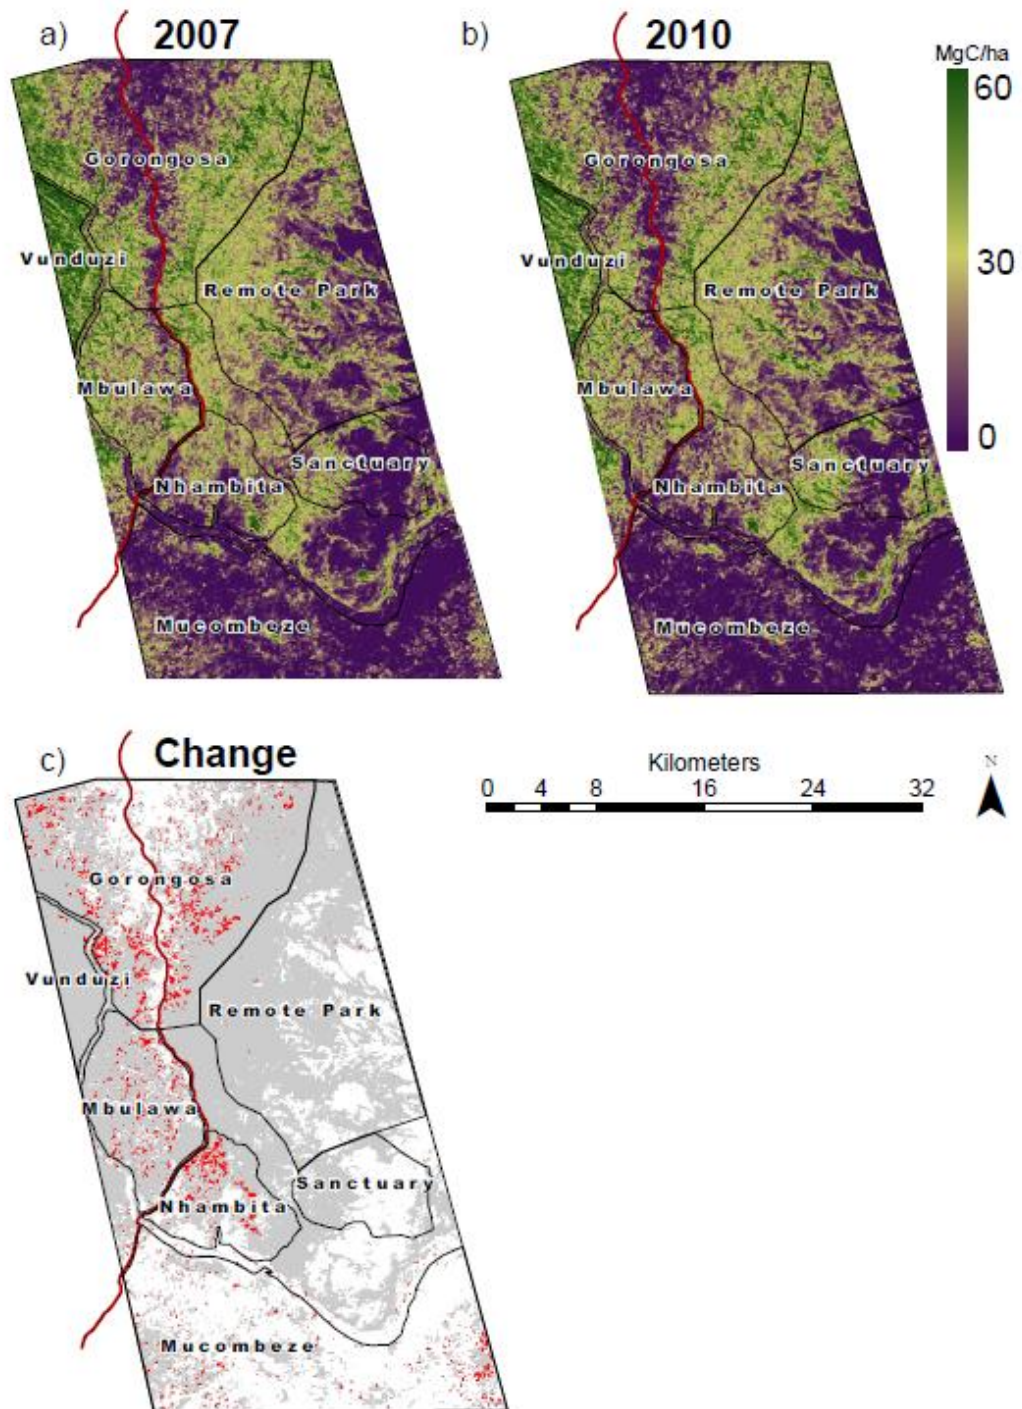 a) 2007
b) 2010
MgC/ha
60
30
0
Gorongosa
Vunduzi
Remote Park
Mbulawa
Sanctuary
Nhambita
Mucombeze
Gorongosa
Vunduzi
Remote Park
Mbulawa
Sanctuary
Nhambita
Mucombeze
c) Change
Kilometers
0 4 8 16 24 32
N
Gorongosa
Vunduzi
Remote Park
Mbulawa
Sanctuary
Nhambita
Mucombeze